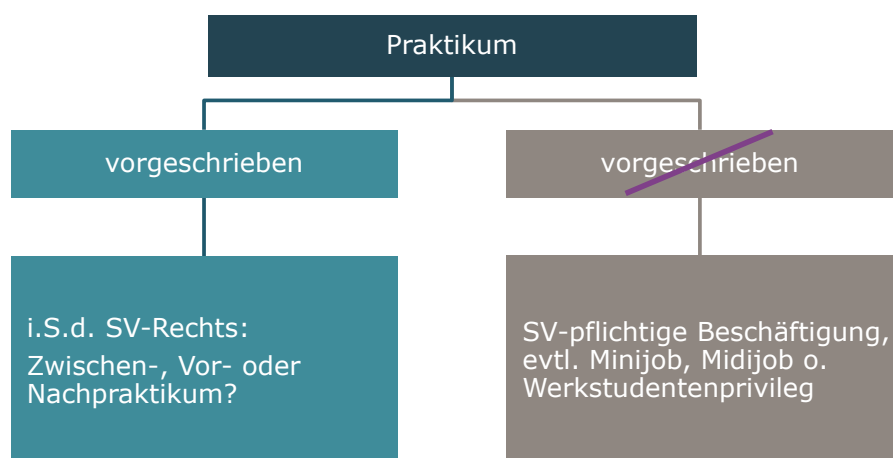 Praktikum
vorgeschrieben
vorgeschrieben
i.S.d. SV-Rechts:
Zwischen-, Vor- oder
Nachpraktikum?
SV-pflichtige Beschäftigung,
evtl. Minijob, Midijob o.
Werkstudentenprivileg